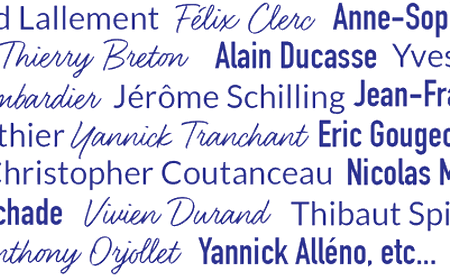 d Lallement Félix Clerc Anne-Sop
Thierry Breton Alain Ducasse Yves
mbardier Jérôme Schilling Jean-Fra
thier Yannick Tranchant Eric Gougeo
Christopher Coutanceau Nicolas M
chade Vivien Durand Thibaut Spi
nthony Orjollet Yannick Alléno, etc...